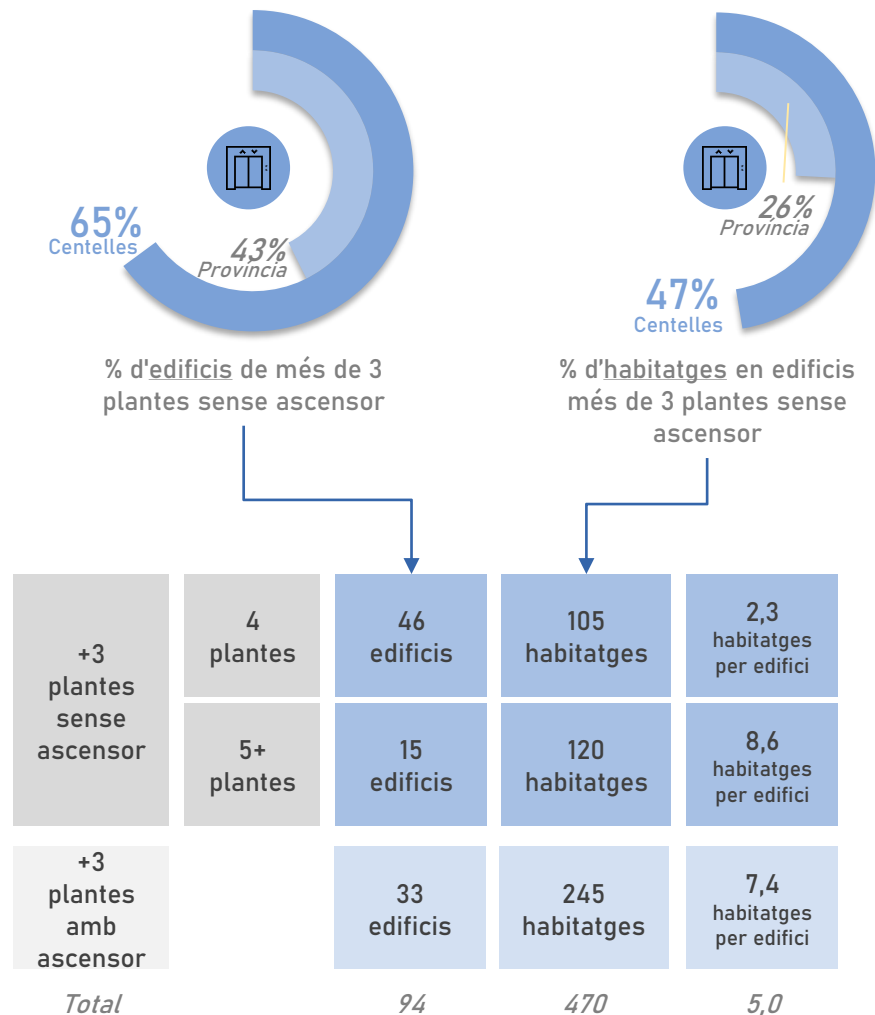 65%
Centelles
43%
Província
26%
Província
47%
Centelles
% d'edificis de més de 3
plantes sense ascensor
% d'habitatges en edificis
més de 3 plantes sense
ascensor
+3
plantes
sense
ascensor
4
plantes
46
edificis
105
habitatges
2,3
habitatges
per edifici
5+
plantes
15
edificis
120
habitatges
8,6
habitatges
per edifici
+3
plantes
amb
ascensor
33
edificis
245
habitatges
7,4
habitatges
per edifici
Total
94
470
5,0